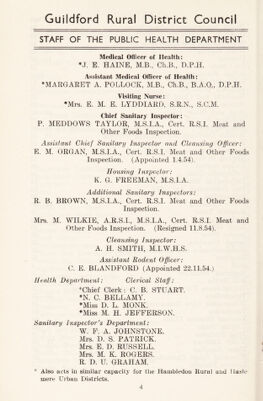 Guildford Rural District Council
STAFF OF THE PUBLIC HEALTH DEPARTMENT
Medical Officer of Health:
*J. E. HAINE, M.B., Ch.B., D.P.H.
Assistant Medical Officer of Health:
*MARGARET A. POLLOCK, M.B., Ch.B., B.A.O., D.P.H.
Visiting Nurse:
*Mrs. E. M. E. LYDDIARD, S.R.N., S.C.M.
Chief Sanitary Inspector:
P. MEDDOWS TAYLOR, M.S.I.A., Cert. R.S.I. Meat and
Other Foods Inspection.
Assistant Chief Sanitary Inspector and Cleansing Officer:
E. M. ORGAN, M.S.I.A., Cert. R.S.I. Meat and Other Foods
Inspection. (Appointed 1.4.54).
Housing Inspector:
K. G. FREEMAN, M.S.I.A.
Additional Sanitary Inspectors:
R. B. BROWN, M.S.I.A., Cert. R.S.I. Meat and Other Foods
Inspection.
Mrs. M. WILKIE, A.R.S.I., M.S.I.A., Cert. R.S.I. Meat and
Other Foods Inspection. (Resigned 11.8.54).
Cleansing Inspector:
A. H. SMITH, M.I.W.H.S.
Assistant Rodent Officer:
C. E. BLANDFORD (Appointed 22.11.54.)
Health Department: Clerical Staff:
*Chief Clerk: C. B. STUART.
*N. C. BELLAMY.
*Miss D. L. MONK.
*Miss M. H. JEFFERSON.
Sanitary Inspector's Department:
W. F. A. JOHNSTONE.
Mrs. D. S. PATRICK.
Mrs. E. D. RUSSELL.
Mrs. M. K. ROGERS.
R. D. U. GRAHAM.
* Also acts in similar capacity for the Hambledon Rural and Hasle-
mere Urban Districts.
4